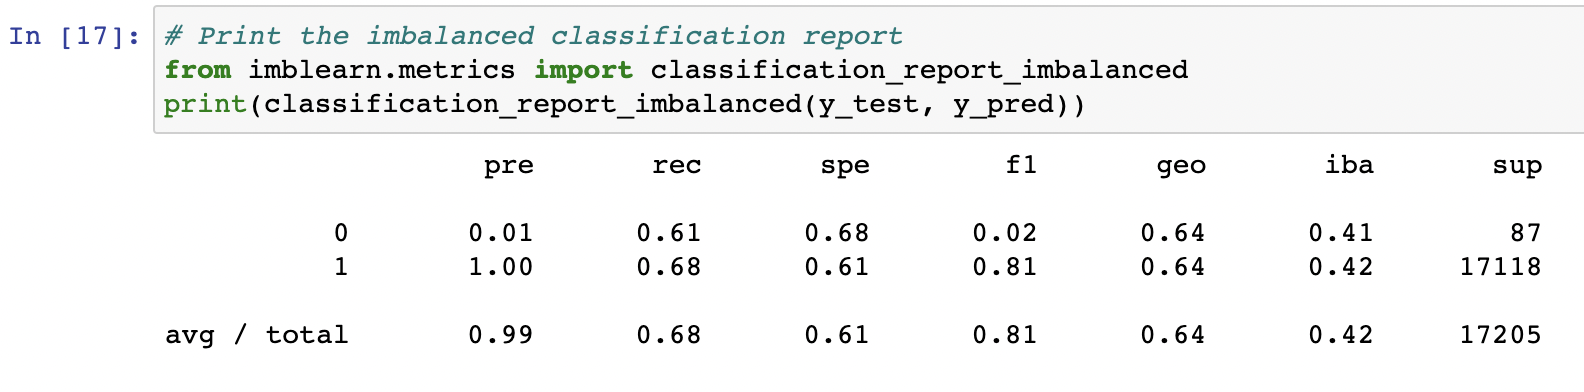 In [17]: # Print the imbalanced classification report
from imblearn.metrics import classification_report_imbalanced
print(classification_report_imbalanced(y_test, y_pred))
pre rec spe f1 geo iba sup
0 0.01 0.61 0.68 0.02 0.64 0.41 87
1 1.00 0.68 0.61 0.81 0.64 0.42 17118
avg / total 0.99 0.68 0.61 0.81 0.64 0.42 17205